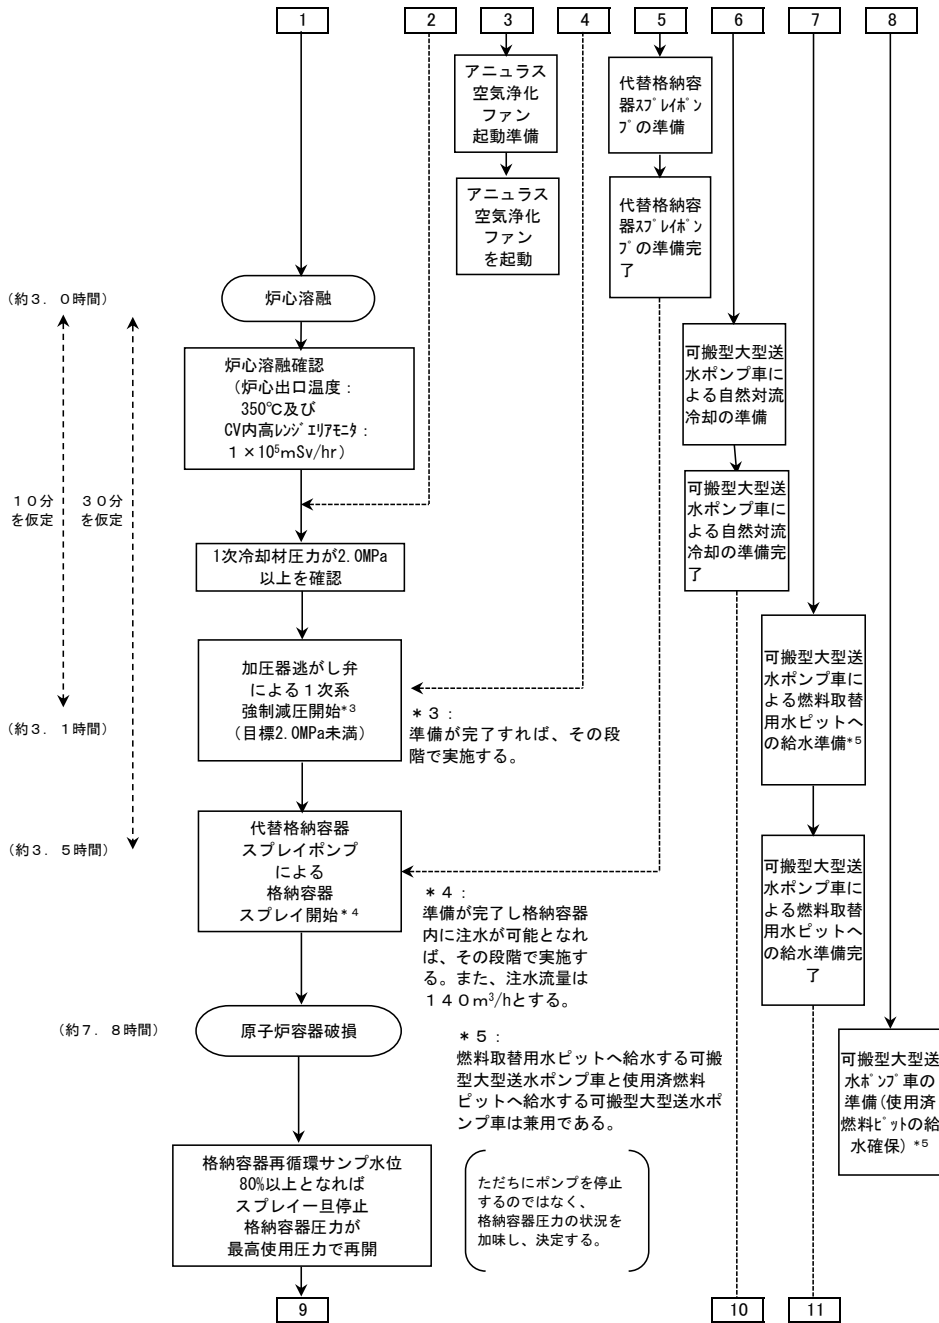 1
2
3
4
5
6
7
8
アニュラス
空気浄化
ファン
起動準備
アニュラス
空気浄化
ファン
を起動
代替格納容
器ｽﾌﾟﾚｲﾎﾟﾝ
ﾌﾟの準備
代替格納容
器ｽﾌﾟﾚｲﾎﾟﾝ
ﾌﾟの準備完
了
(約３．０時間)
炉心溶融
炉心溶融確認
(炉心出口温度：
350℃及び
CV内高ﾚﾝｼﾞｴﾘｱﾓﾆﾀ：
１×10⁵mSv/hr)
１０分
を仮定
３０分
を仮定
可搬型大型送
水ポンプ車に
よる自然対流
冷却の準備
可搬型大型送
水ポンプ車に
よる自然対流
冷却の準備完
了
1次冷却材圧力が2.0MPa
以上を確認
加圧器逃がし弁
による１次系
強制減圧開始*³
(目標2.0MPa未満)
(約３．１時間)
*３：
準備が完了すれば、その段
階で実施する。
可搬型大型送
水ポンプ車に
よる燃料取替
用水ピットへ
の給水準備*⁵
代替格納容器
スプレイポンプ
による
格納容器
スプレイ開始*⁴
(約３．５時間)
*４：
準備が完了し格納容器
内に注水が可能となれ
ば、その段階で実施す
る。また、注水流量は
１４０m³/hとする。
可搬型大型送
水ポンプ車に
よる燃料取替
用水ピットへ
の給水準備完
了
(約７．８時間)
原子炉容器破損
*５：
燃料取替用水ピットへ給水する可搬
型大型送水ポンプ車と使用済燃料
ピットへ給水する可搬型大型送水ポ
ンプ車は兼用である。
可搬型大型送
水ﾎﾟﾝﾌﾟ車の
準備(使用済
燃料ﾋﾟｯﾄの給
水確保)*⁵
格納容器再循環サンプ水位
80%以上となれば
スプレイ一旦停止
格納容器圧力が
最高使用圧力で再開
ただちにポンプを停止
するのではなく、
格納容器圧力の状況を
加味し、決定する。
9
10
11